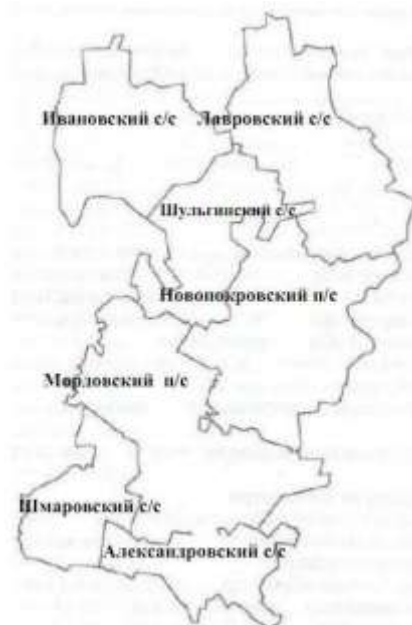 Ивановский с/с
Лавровский с/с
Шульгинский с/с
Новопокровский п/с
Мордовский п/с
Шмаровский с/с
Александровский с/с